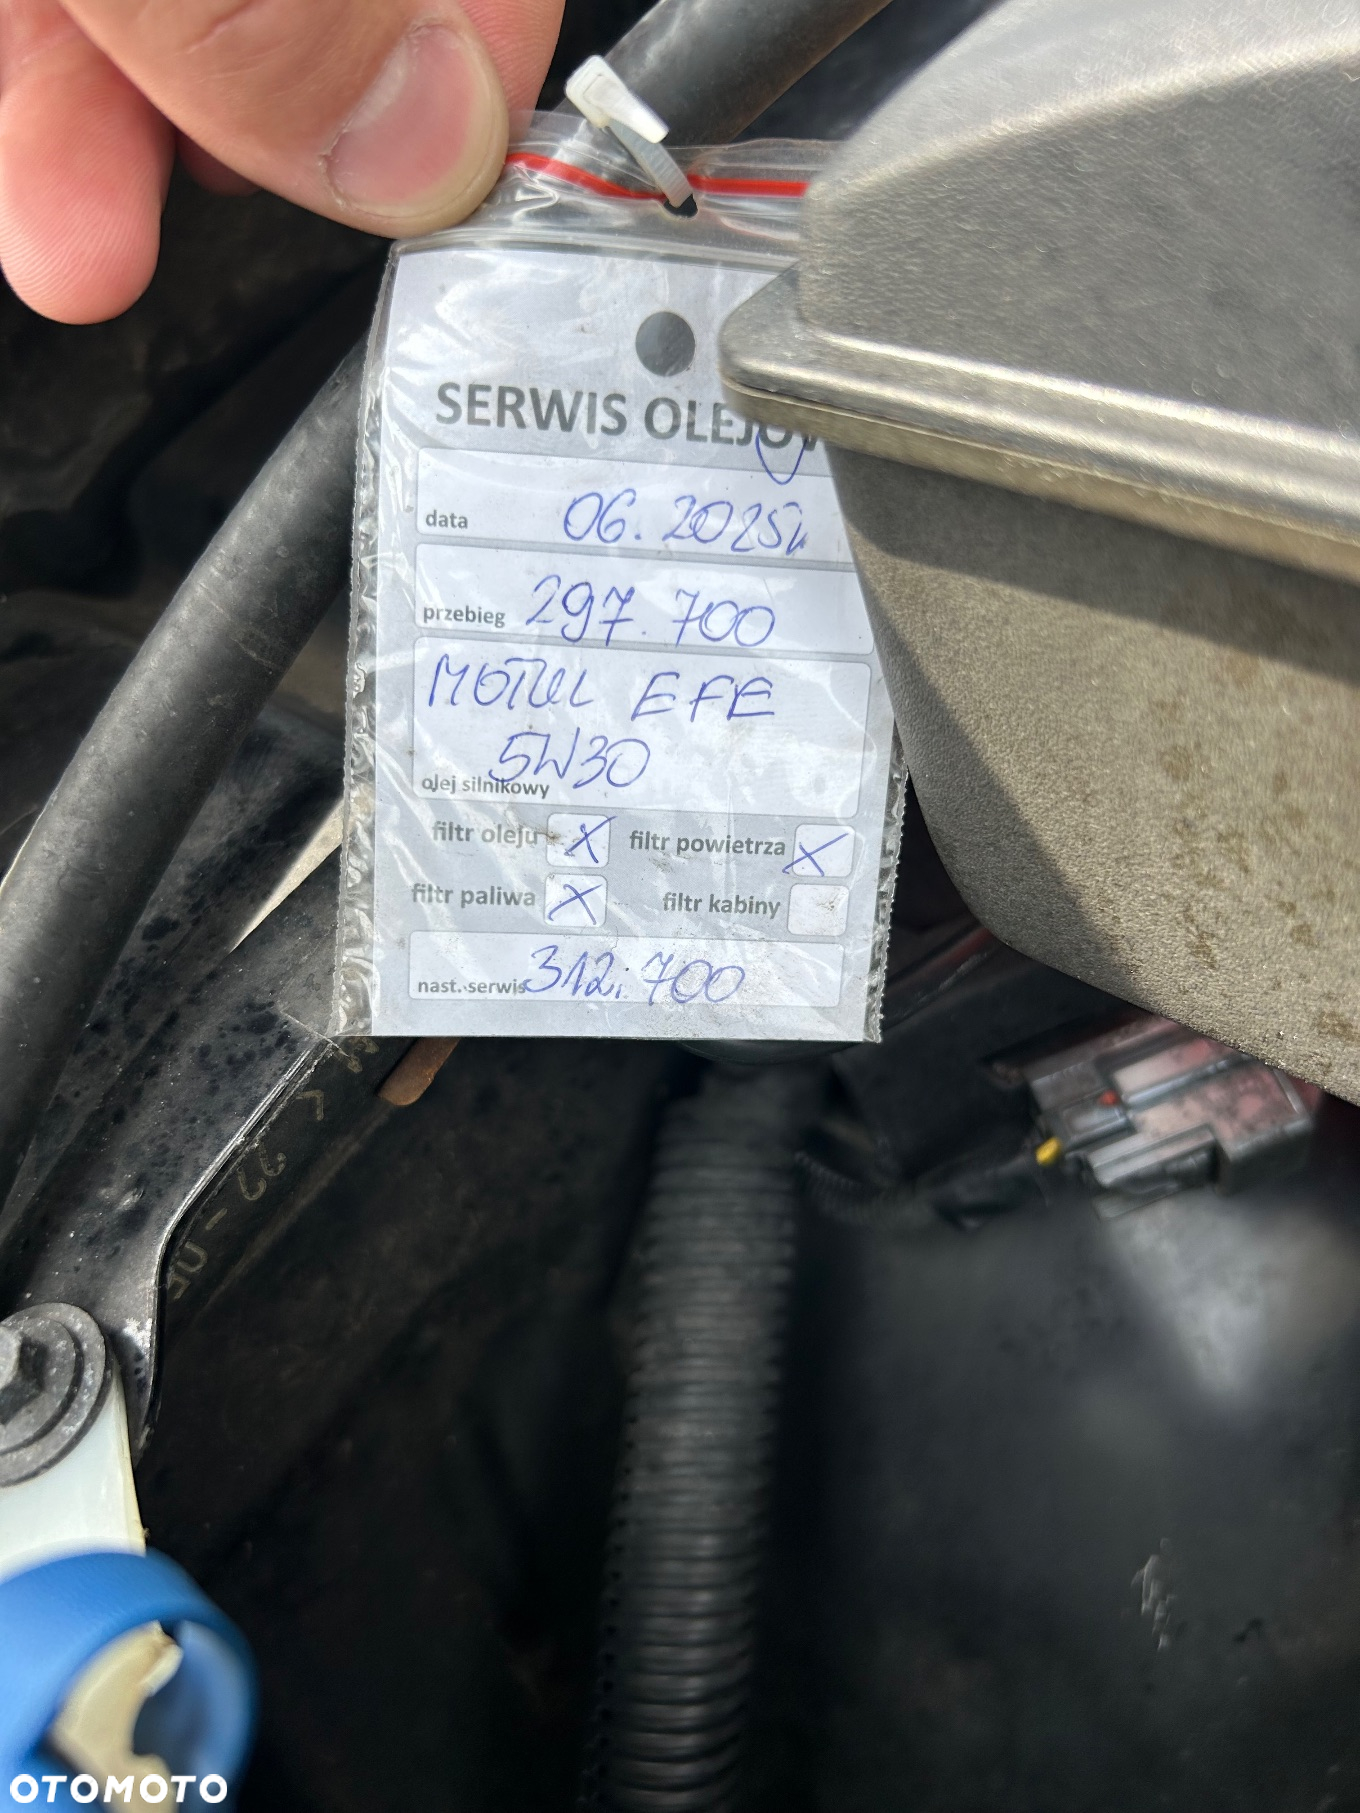 SERWIS OLEJOW
data 06.2025r
przebieg 297.700
MOTUL EFE
5W30
olej silnikowy
filtr oleju X filtr powietrza X
filtr paliwa X filtr kabiny
nast. serwis 312.700
OTOMOTO